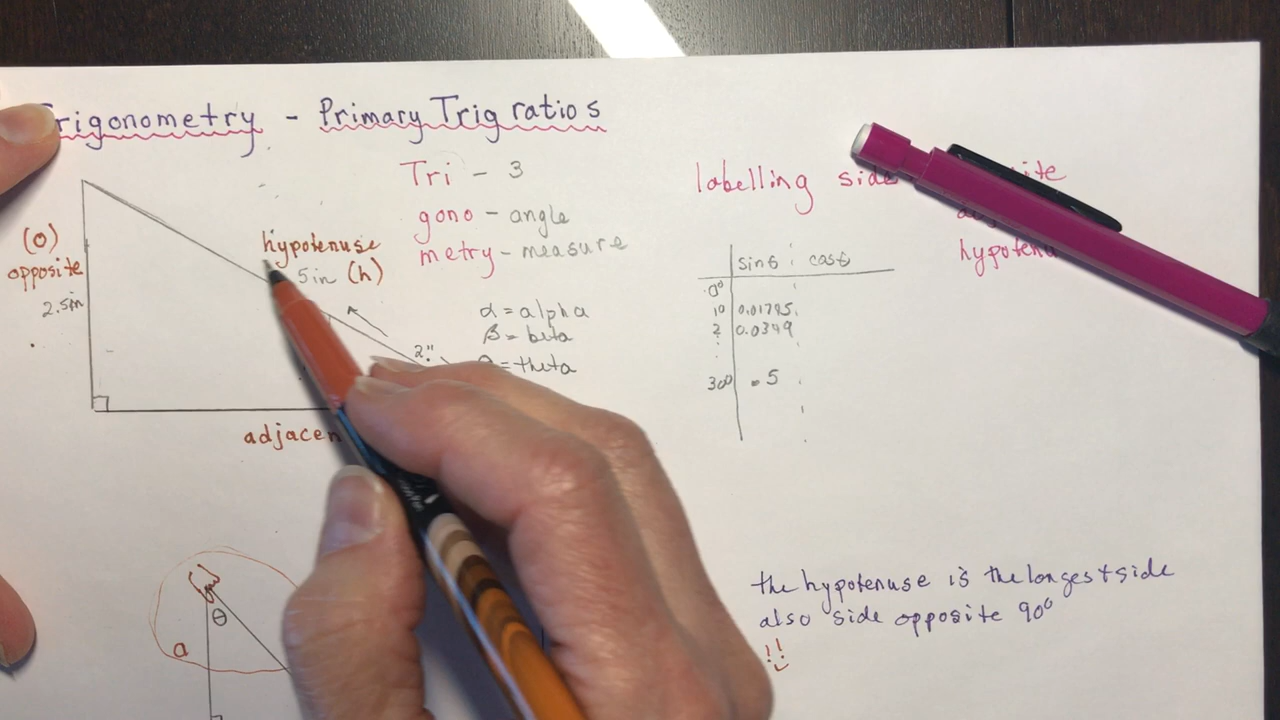 Trigonometry - Primary Trig ratios
Tri - 3
gono - angle
metry - measure
(o)
opposite
2.5in
hypotenuse
5in (h)
2"
adjacen
α = alpha
β = beta
= theta
labelling side
hypotenu
sinθ cosθ
0°
10 0.01745
2 0.0349
30° .5
θ
a
the hypotenuse is the longest side
also side opposite 90°
!!